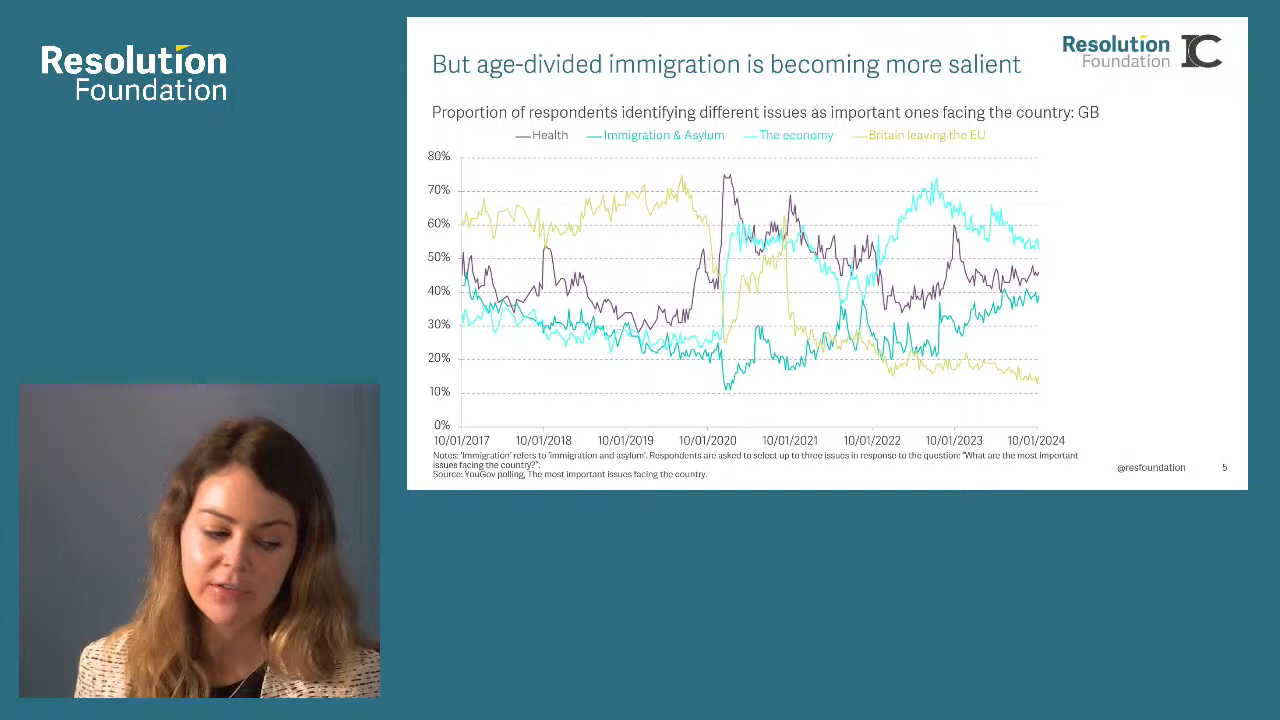 Resolution
Foundation
But age-divided immigration is becoming more salient
Resolution
Foundation
IC
Proportion of respondents identifying different issues as important ones facing the country: GB
Health
Immigration & Asylum
The economy
Britain leaving the EU
80%
70%
60%
50%
40%
30%
20%
10%
0%
10/01/2017
10/01/2018
10/01/2019
10/01/2020
10/01/2021
10/01/2022
10/01/2023
10/01/2024
Notes: 'Immigration' refers to 'immigration and asylum'. Respondents are asked to select up to three issues in response to the question: "What are the most important
issues facing the country?".
Source: YouGov polling, The most important issues facing the country.
@resfoundation
5